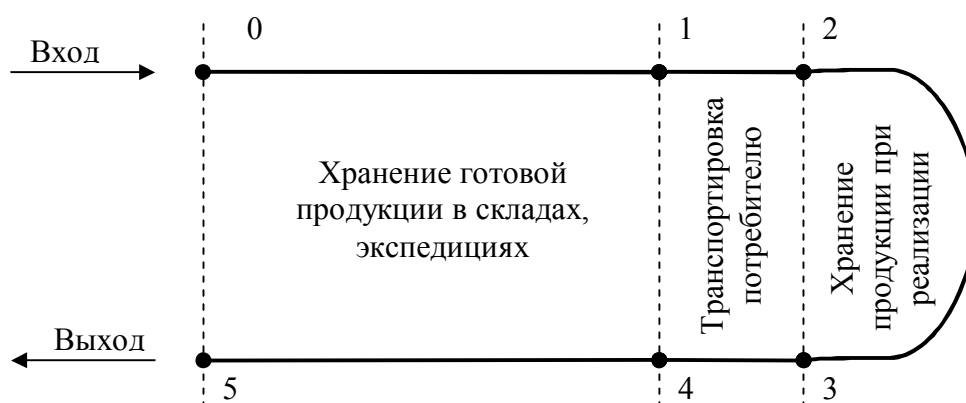 0
1
2
Вход
Хранение готовой
продукции в складах,
экспедициях
Транспортировка
потребителю
Хранение
продукции при
реализации
Выход
5
4
3